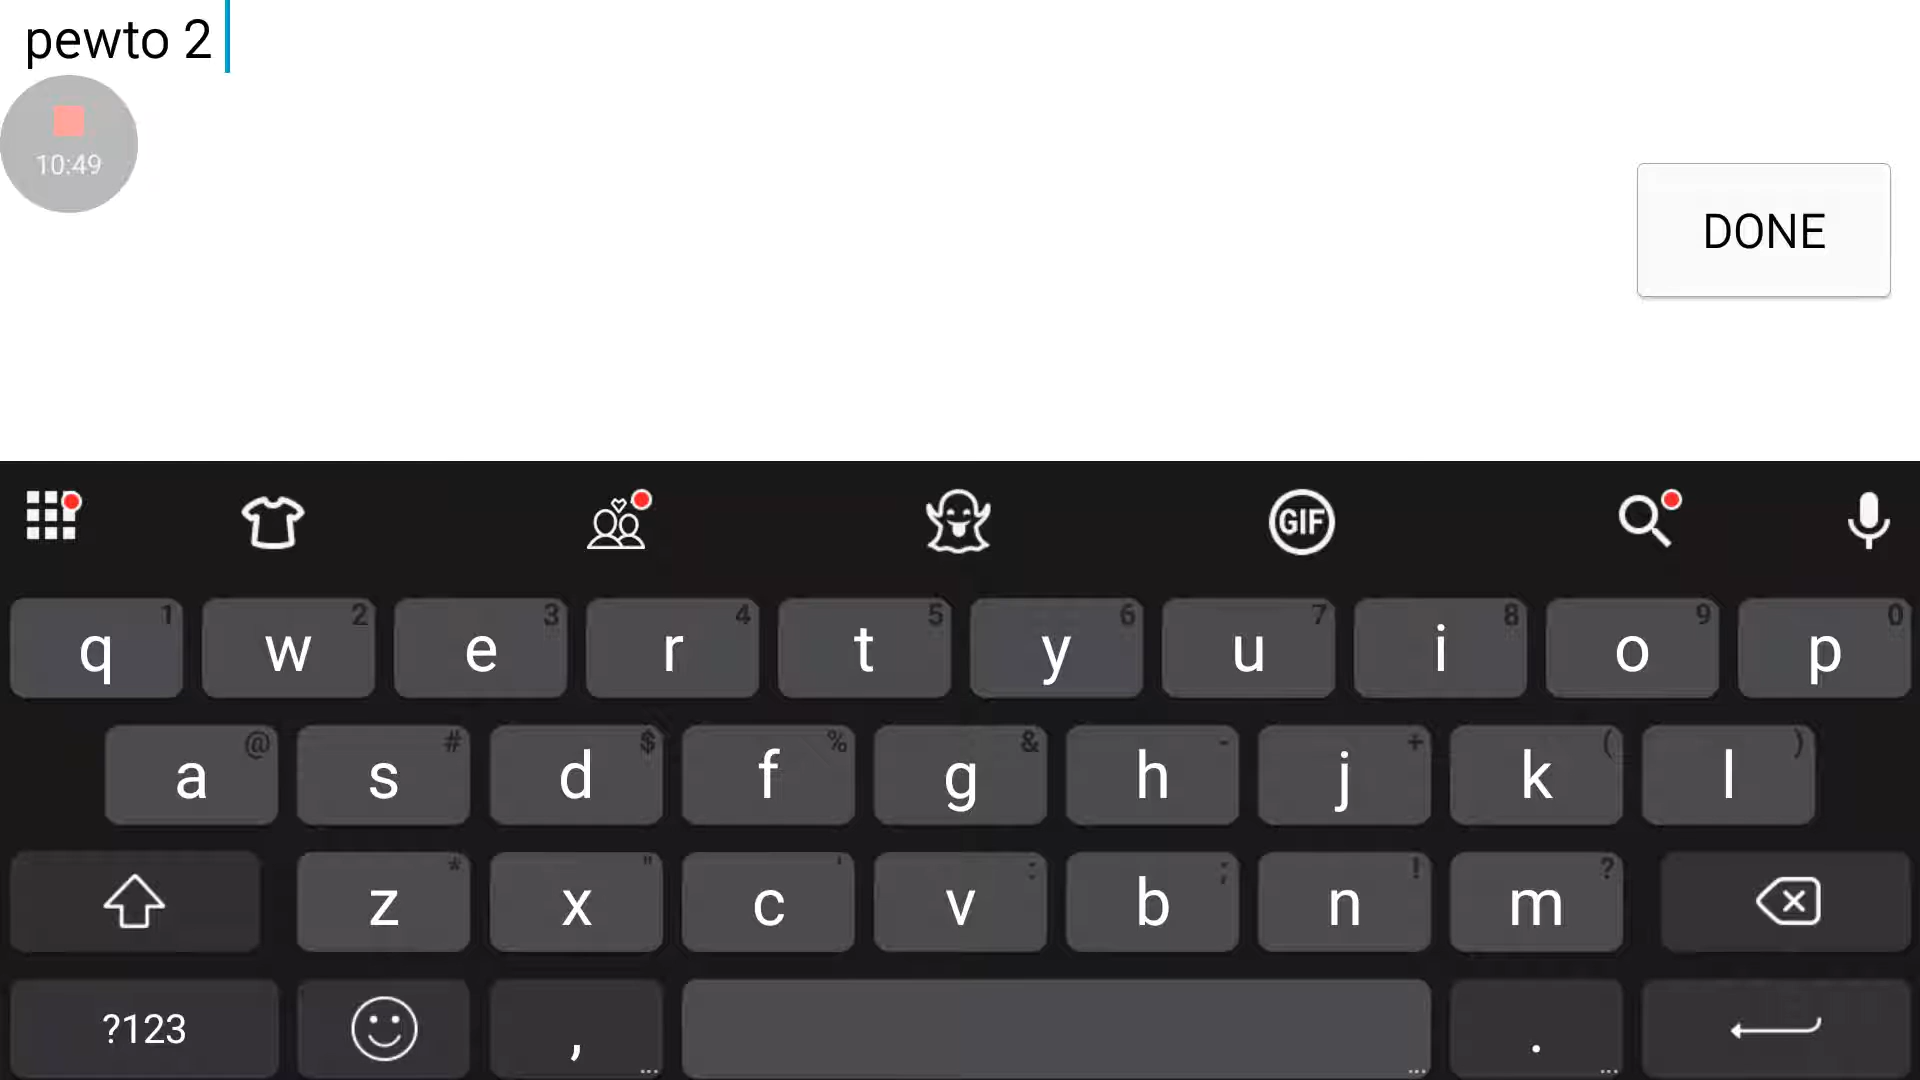 pewto 2
10:49
DONE
GIF
1 2 3 4 5 6 7 8 9 0
q w e r t y u i o p
@ # $ % & - + ( )
a s d f g h j k l
* " ' : ; ! ?
z x c v b n m
?123 , .